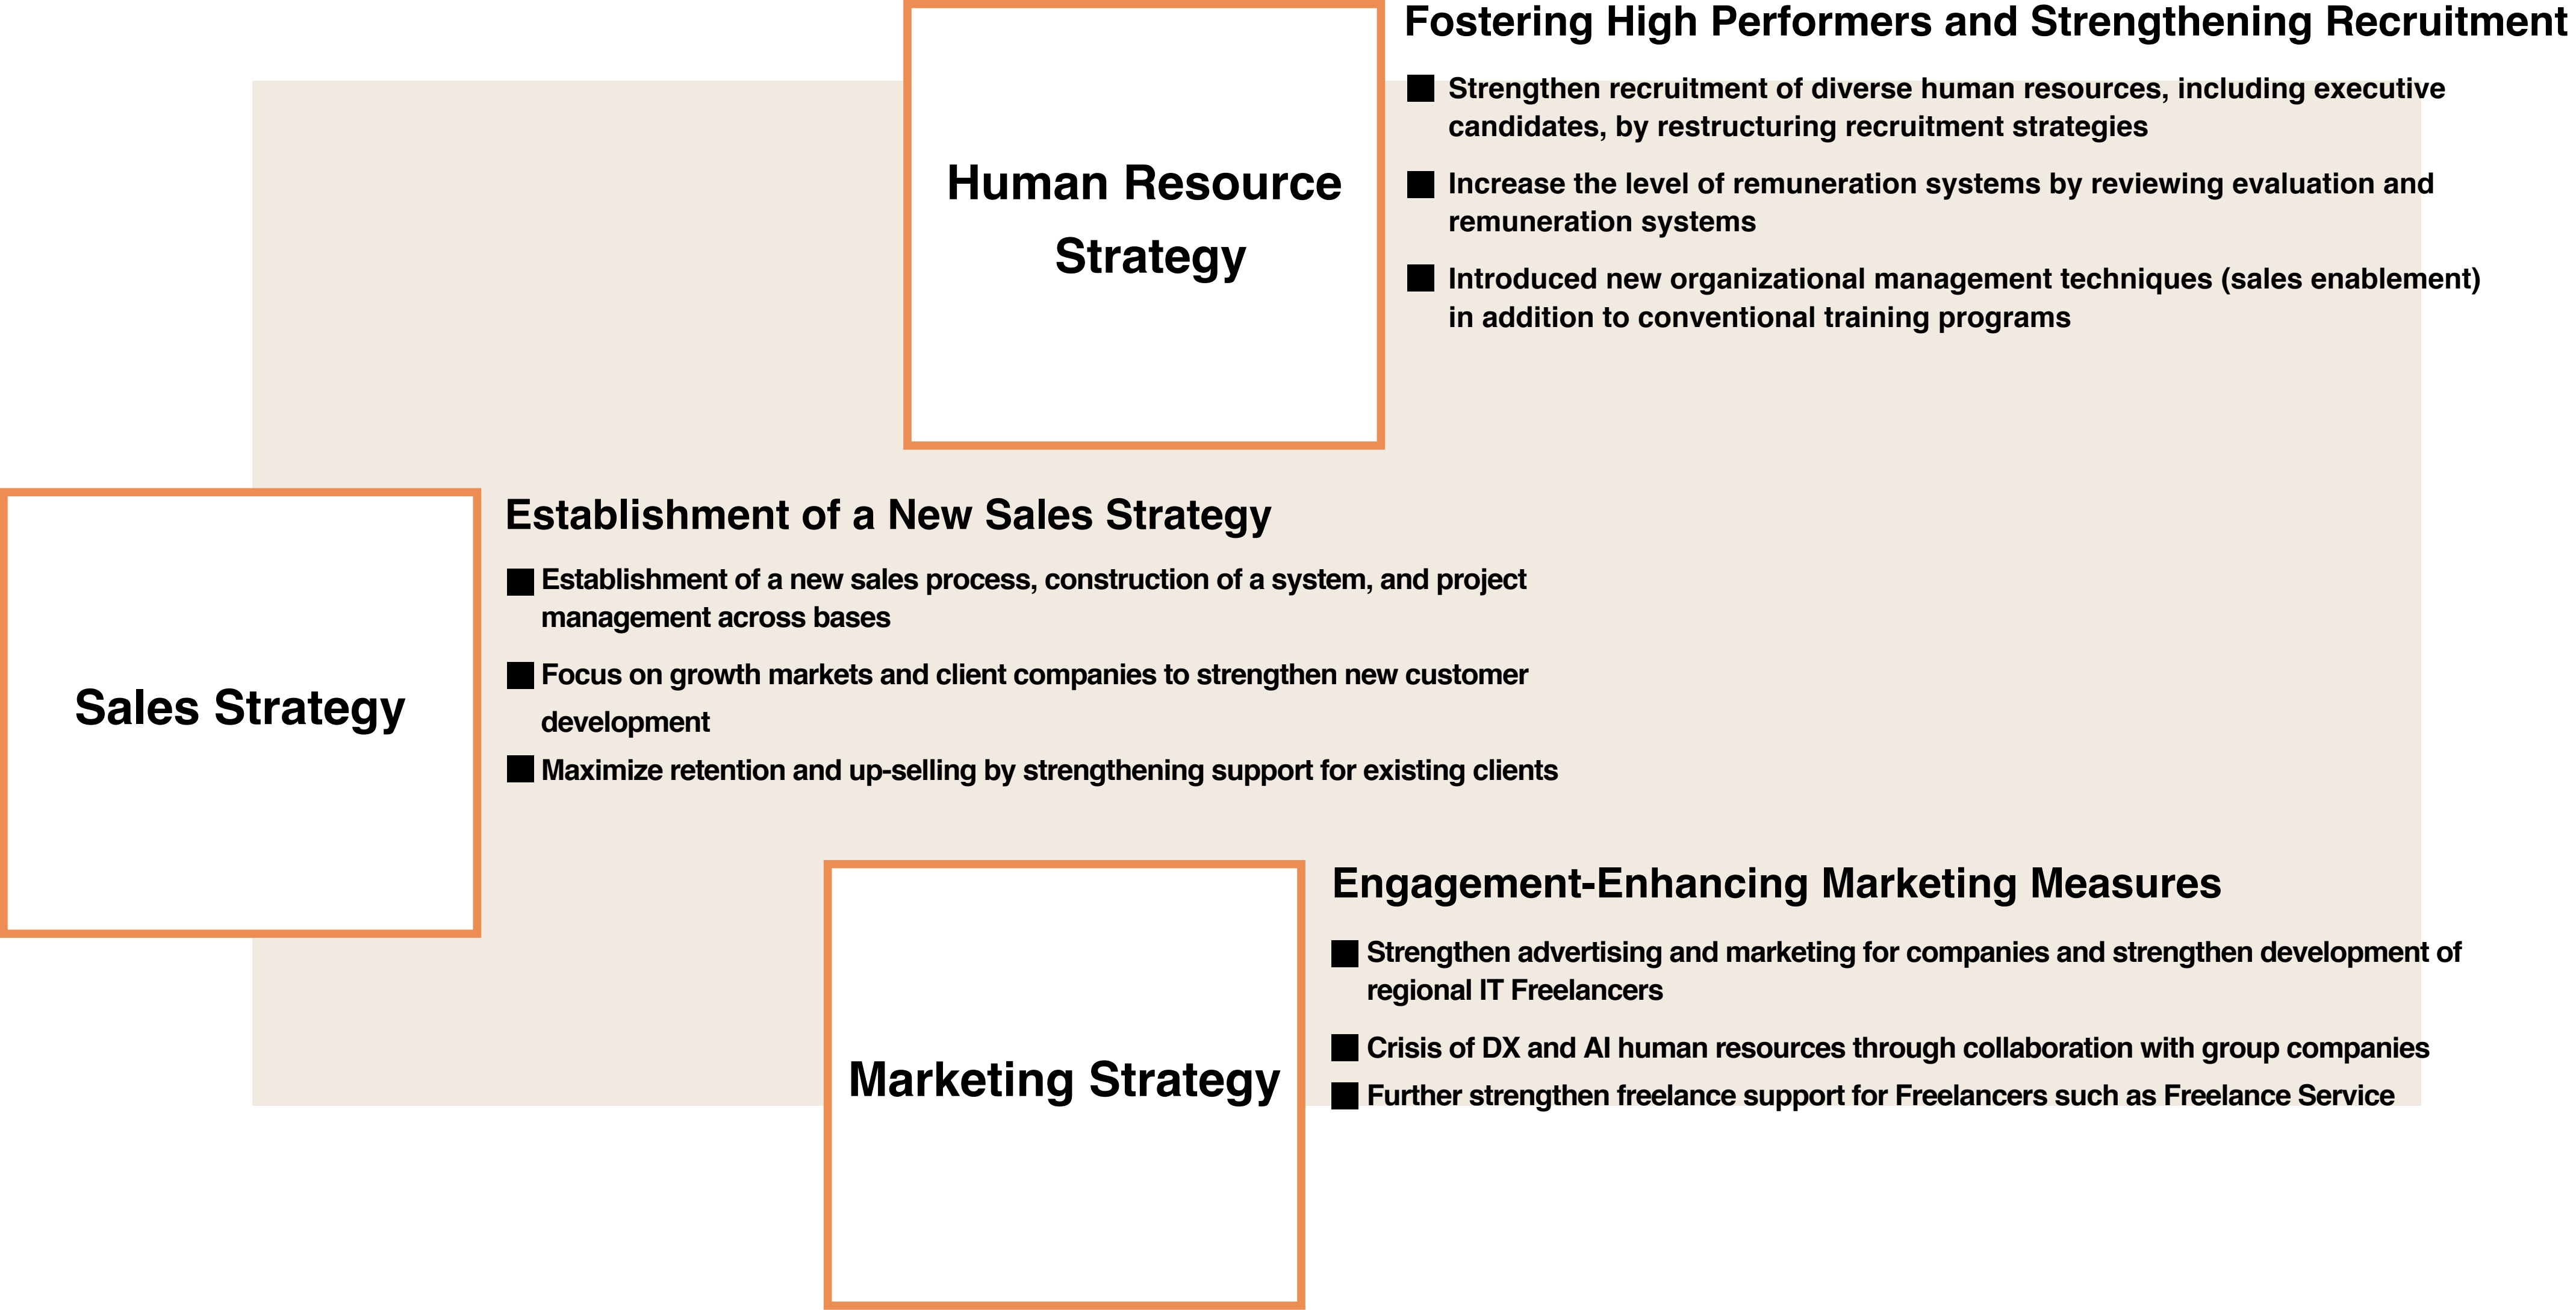 Human Resource
Strategy
Fostering High Performers and Strengthening Recruitment
■ Strengthen recruitment of diverse human resources, including executive
candidates, by restructuring recruitment strategies
■ Increase the level of remuneration systems by reviewing evaluation and
remuneration systems
■ Introduced new organizational management techniques (sales enablement)
in addition to conventional training programs
Sales Strategy
Establishment of a New Sales Strategy
■ Establishment of a new sales process, construction of a system, and project
management across bases
■ Focus on growth markets and client companies to strengthen new customer
development
■ Maximize retention and up-selling by strengthening support for existing clients
Marketing Strategy
Engagement-Enhancing Marketing Measures
■ Strengthen advertising and marketing for companies and strengthen development of
regional IT Freelancers
■ Crisis of DX and AI human resources through collaboration with group companies
■ Further strengthen freelance support for Freelancers such as Freelance Service